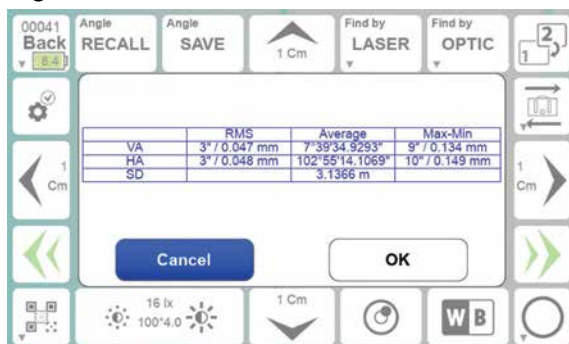 00041
Back
8.4
Angle
RECALL
Angle
SAVE
1 Cm
Find by
LASER
Find by
OPTIC
1 2
RMS Average Max-Min
VA 3" / 0.047 mm 7°39'34.9293" 9" / 0.134 mm
HA 3" / 0.048 mm 102°55'14.1069" 10" / 0.149 mm
SD 3.1366 m
1
Cm
1
Cm
Cancel OK
16 lx
100*4.0
1 Cm
W B